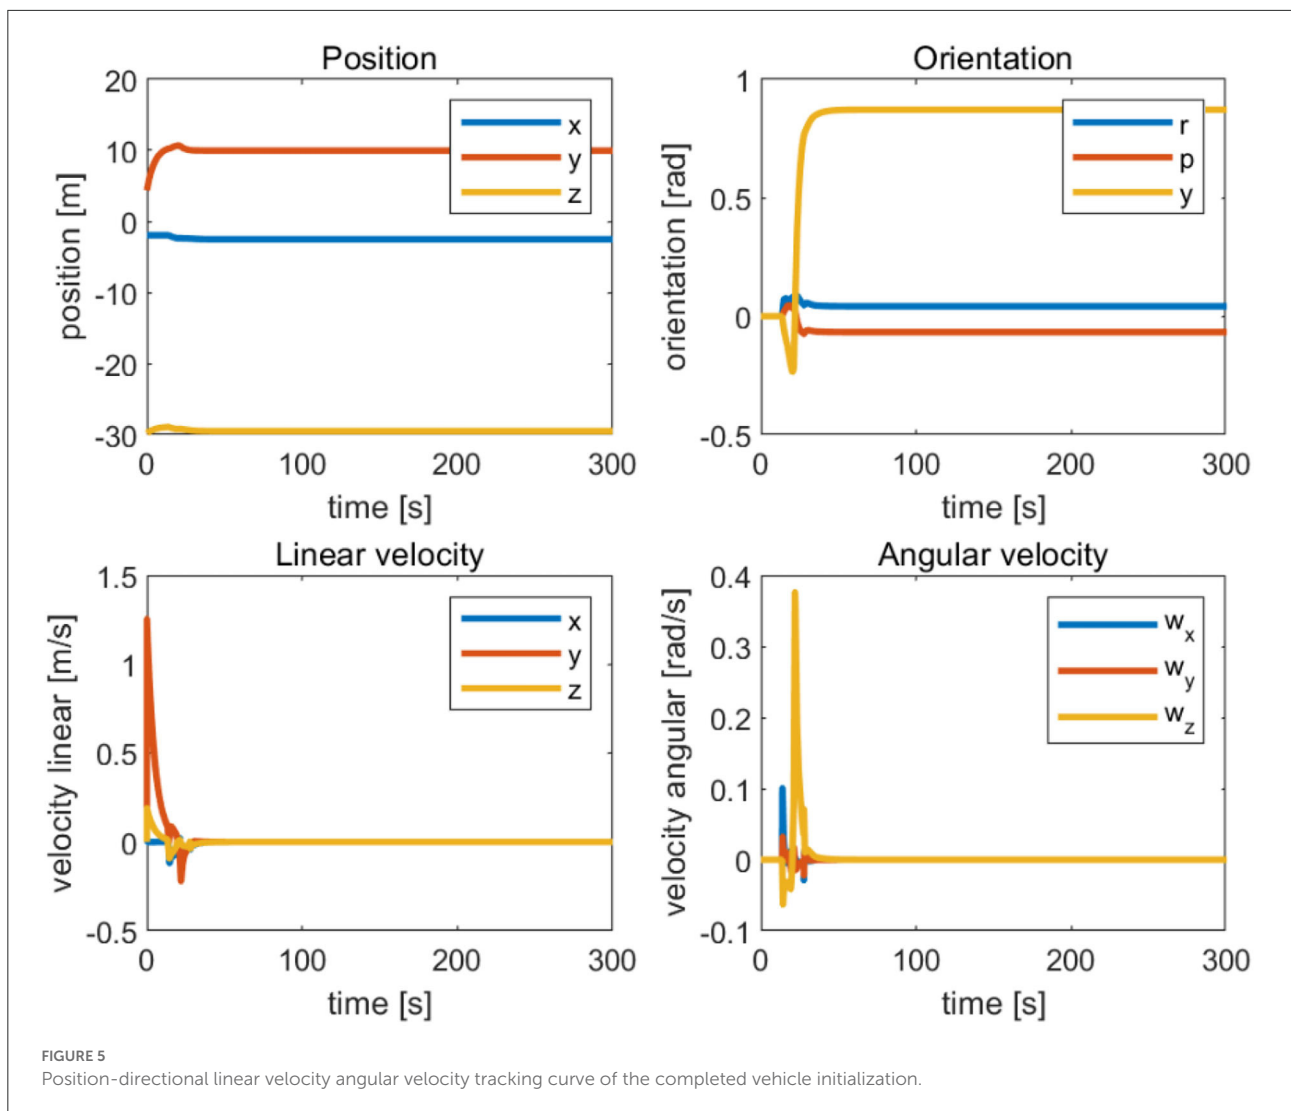 Position
20
10
0
-10
-20
-30
position [m]
x
y
z
0
100
200
300
time [s]
Orientation
1
0.5
0
-0.5
orientation [rad]
r
p
y
0
100
200
300
time [s]
Linear velocity
1.5
1
0.5
0
-0.5
velocity linear [m/s]
x
y
z
0
100
200
300
time [s]
Angular velocity
0.4
0.3
0.2
0.1
0
-0.1
velocity angular [rad/s]
w_x
w_y
w_z
0
100
200
300
time [s]
FIGURE 5
Position-directional linear velocity angular velocity tracking curve of the completed vehicle initialization.